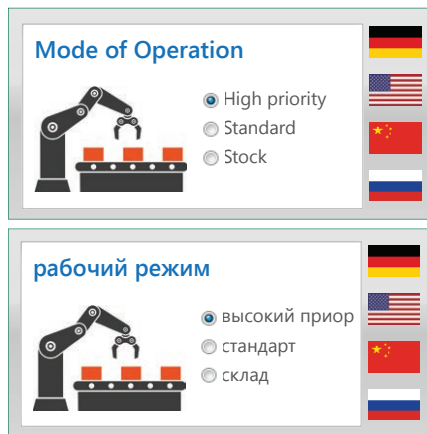 Mode of Operation
High priority
Standard
Stock
рабочий режим
высокий приор
стандарт
склад